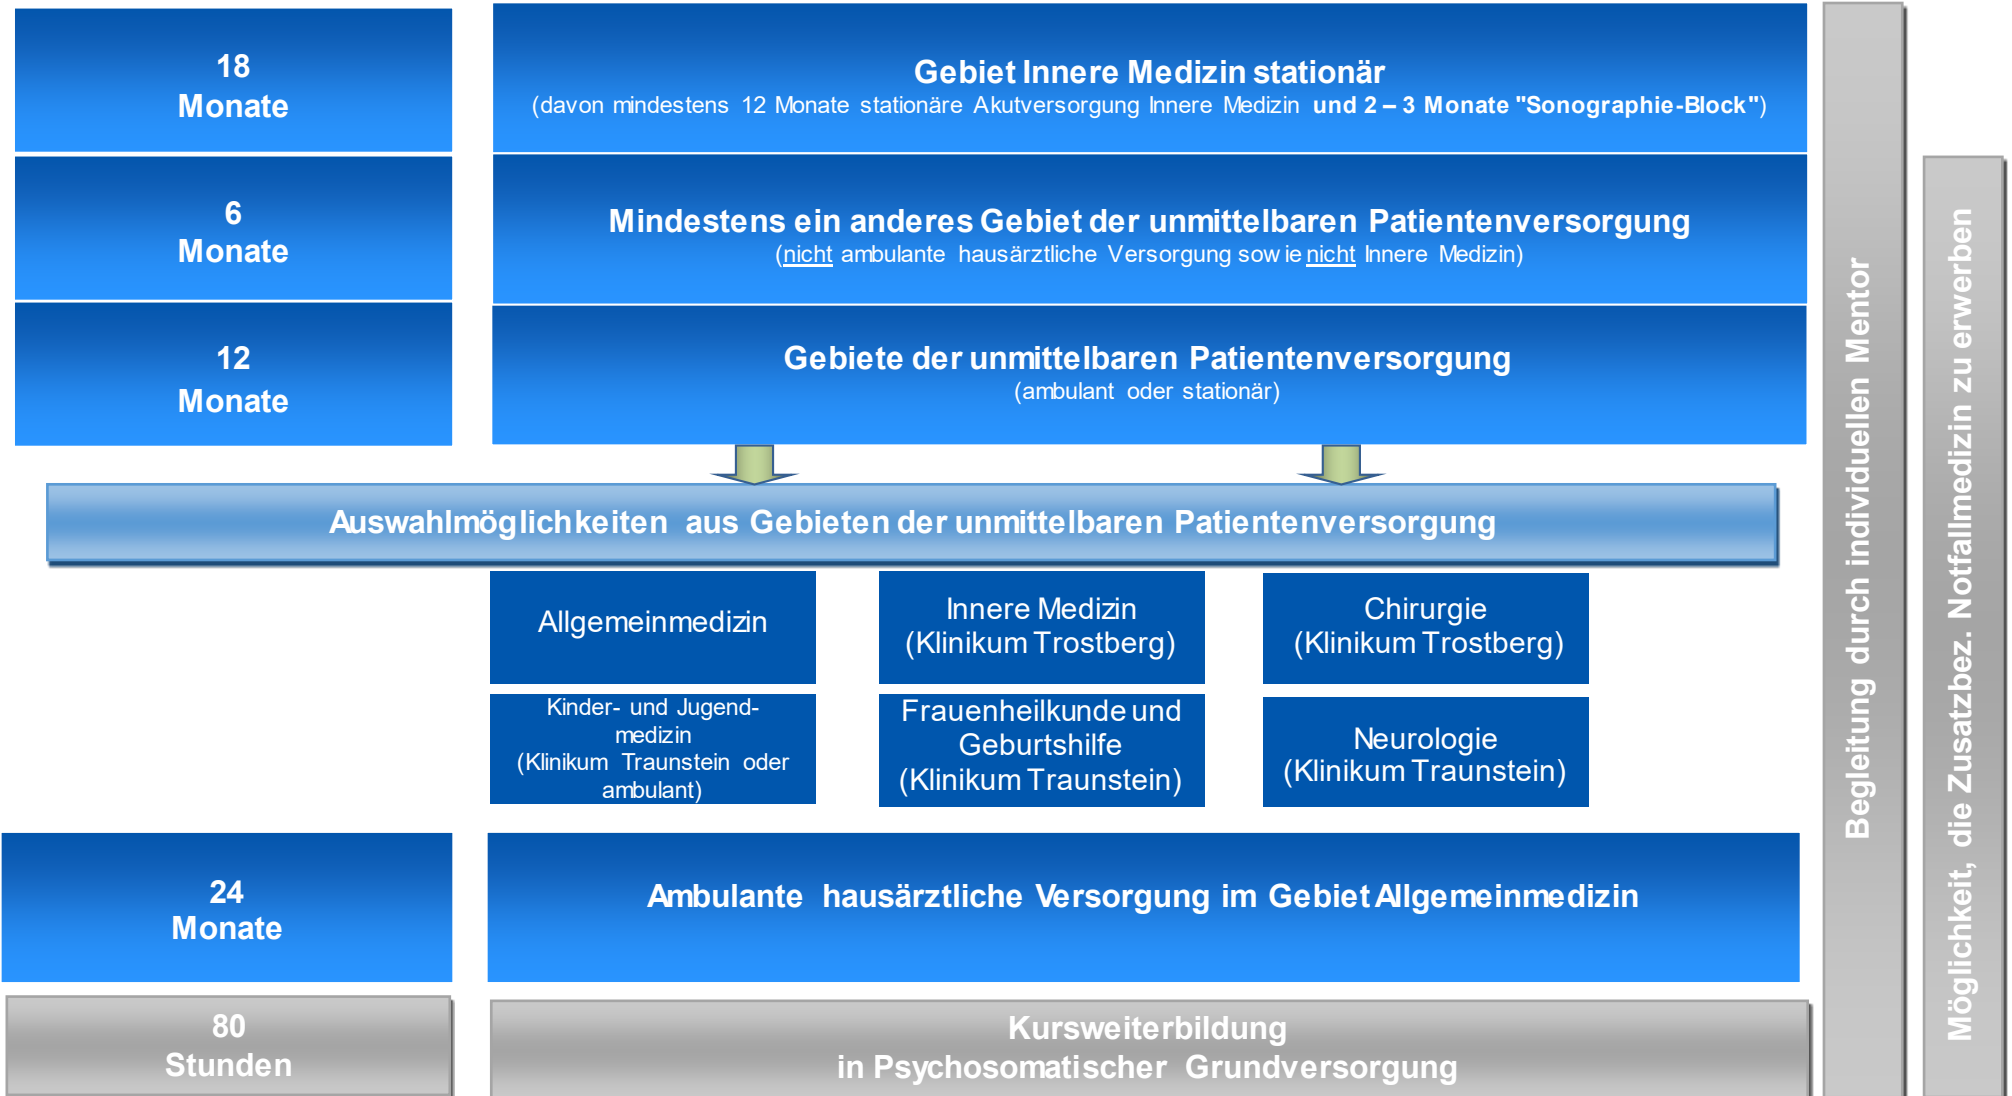 18
Monate
Gebiet Innere Medizin stationär
(davon mindestens 12 Monate stationäre Akutversorgung Innere Medizin und 2 – 3 Monate "Sonographie-Block")
6
Monate
Mindestens ein anderes Gebiet der unmittelbaren Patientenversorgung
(nicht ambulante hausärztliche Versorgung sowie nicht Innere Medizin)
12
Monate
Gebiete der unmittelbaren Patientenversorgung
(ambulant oder stationär)
Auswahlmöglichkeiten aus Gebieten der unmittelbaren Patientenversorgung
Allgemeinmedizin
Innere Medizin
(Klinikum Trostberg)
Chirurgie
(Klinikum Trostberg)
Kinder- und Jugend-
medizin
(Klinikum Traunstein oder
ambulant)
Frauenheilkunde und
Geburtshilfe
(Klinikum Traunstein)
Neurologie
(Klinikum Traunstein)
24
Monate
Ambulante hausärztliche Versorgung im Gebiet Allgemeinmedizin
80
Stunden
Kursweiterbildung
in Psychosomatischer Grundversorgung
Begleitung durch individuellen Mentor
Möglichkeit, die Zusatzbez. Notfallmedizin zu erwerben